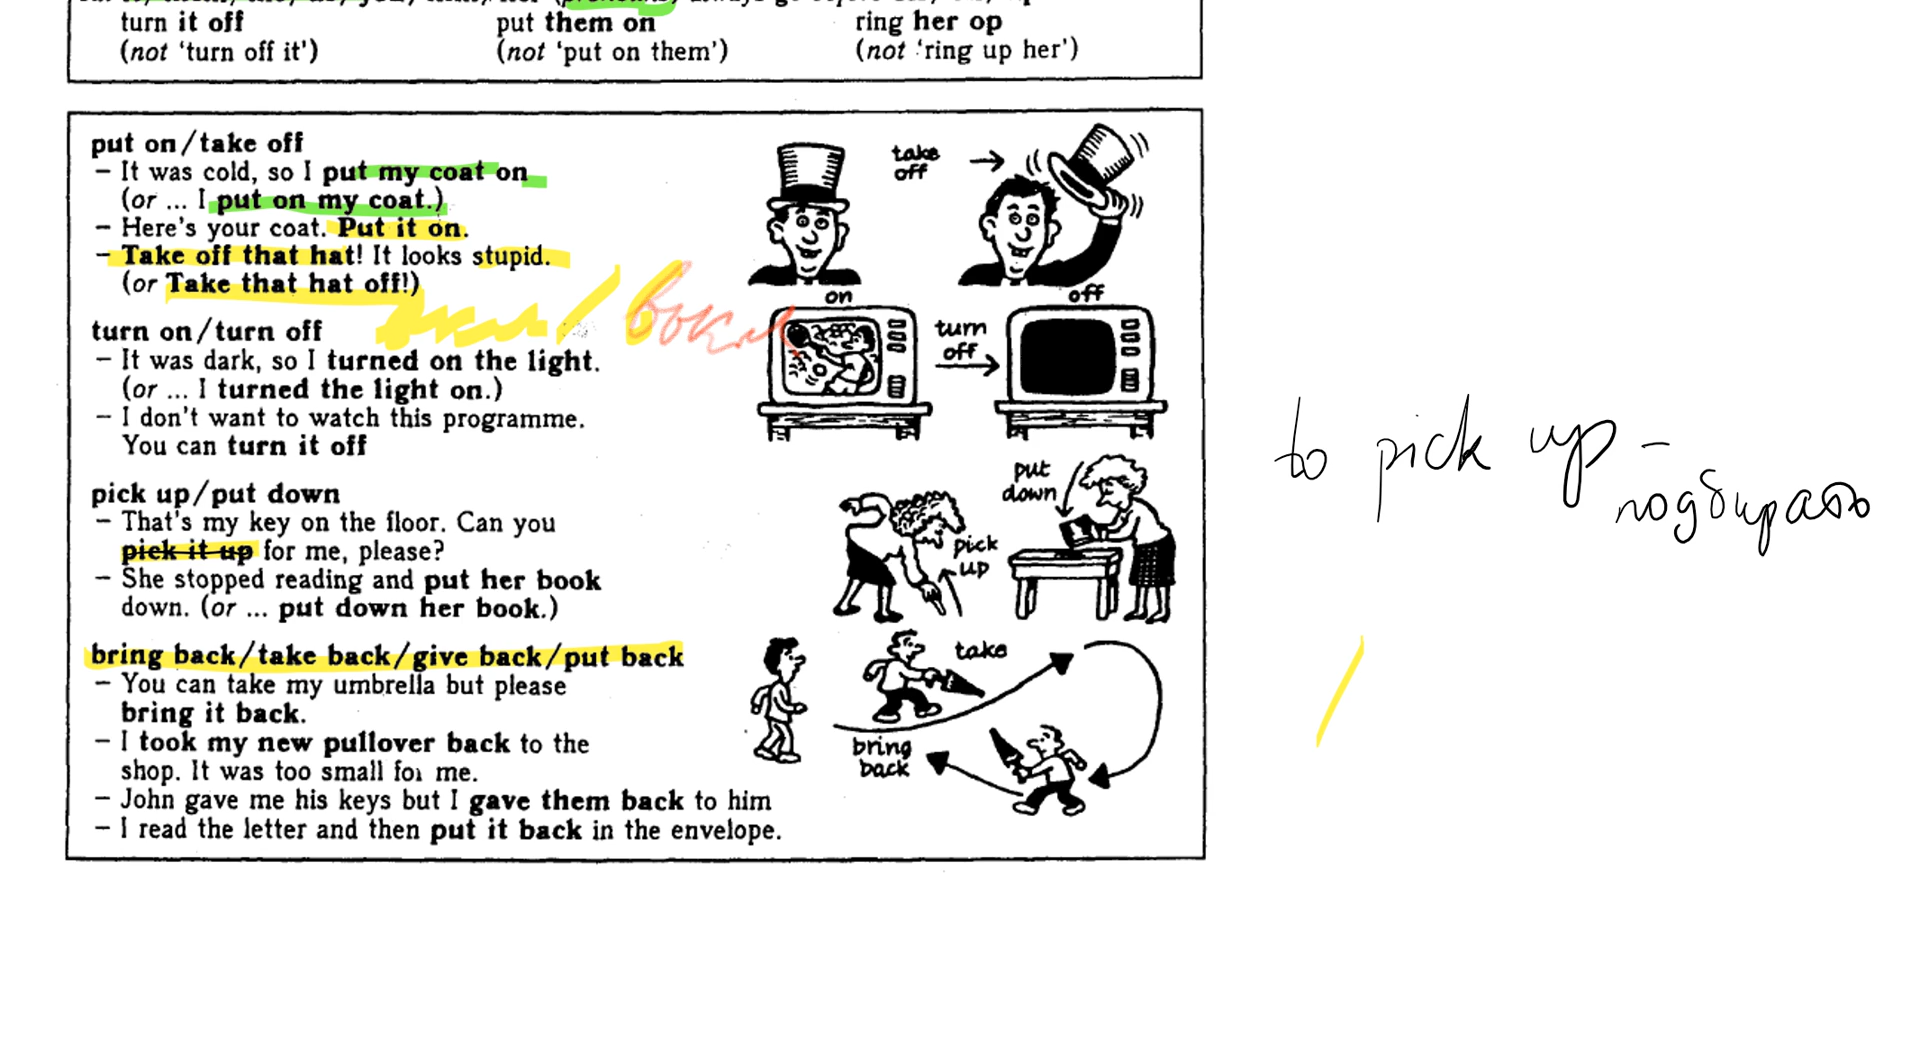 turn it off put them on ring her op
(not 'turn off it') (not 'put on them') (not 'ring up her')
put on/take off
– It was cold, so I put my coat on
(or ... I put on my coat.)
– Here's your coat. Put it on.
– Take off that hat! It looks stupid.
(or Take that hat off!)
take off
turn on/turn off
– It was dark, so I turned on the light.
(or ... I turned the light on.)
– I don't want to watch this programme.
You can turn it off
on
off
turn off
pick up/put down
– That's my key on the floor. Can you
pick it up for me, please?
– She stopped reading and put her book
down. (or ... put down her book.)
pick up
put down
bring back/take back/give back/put back
– You can take my umbrella but please
bring it back.
– I took my new pullover back to the
shop. It was too small for me.
– John gave me his keys but I gave them back to him
– I read the letter and then put it back in the envelope.
take
bring back
to pick up –
подбирать